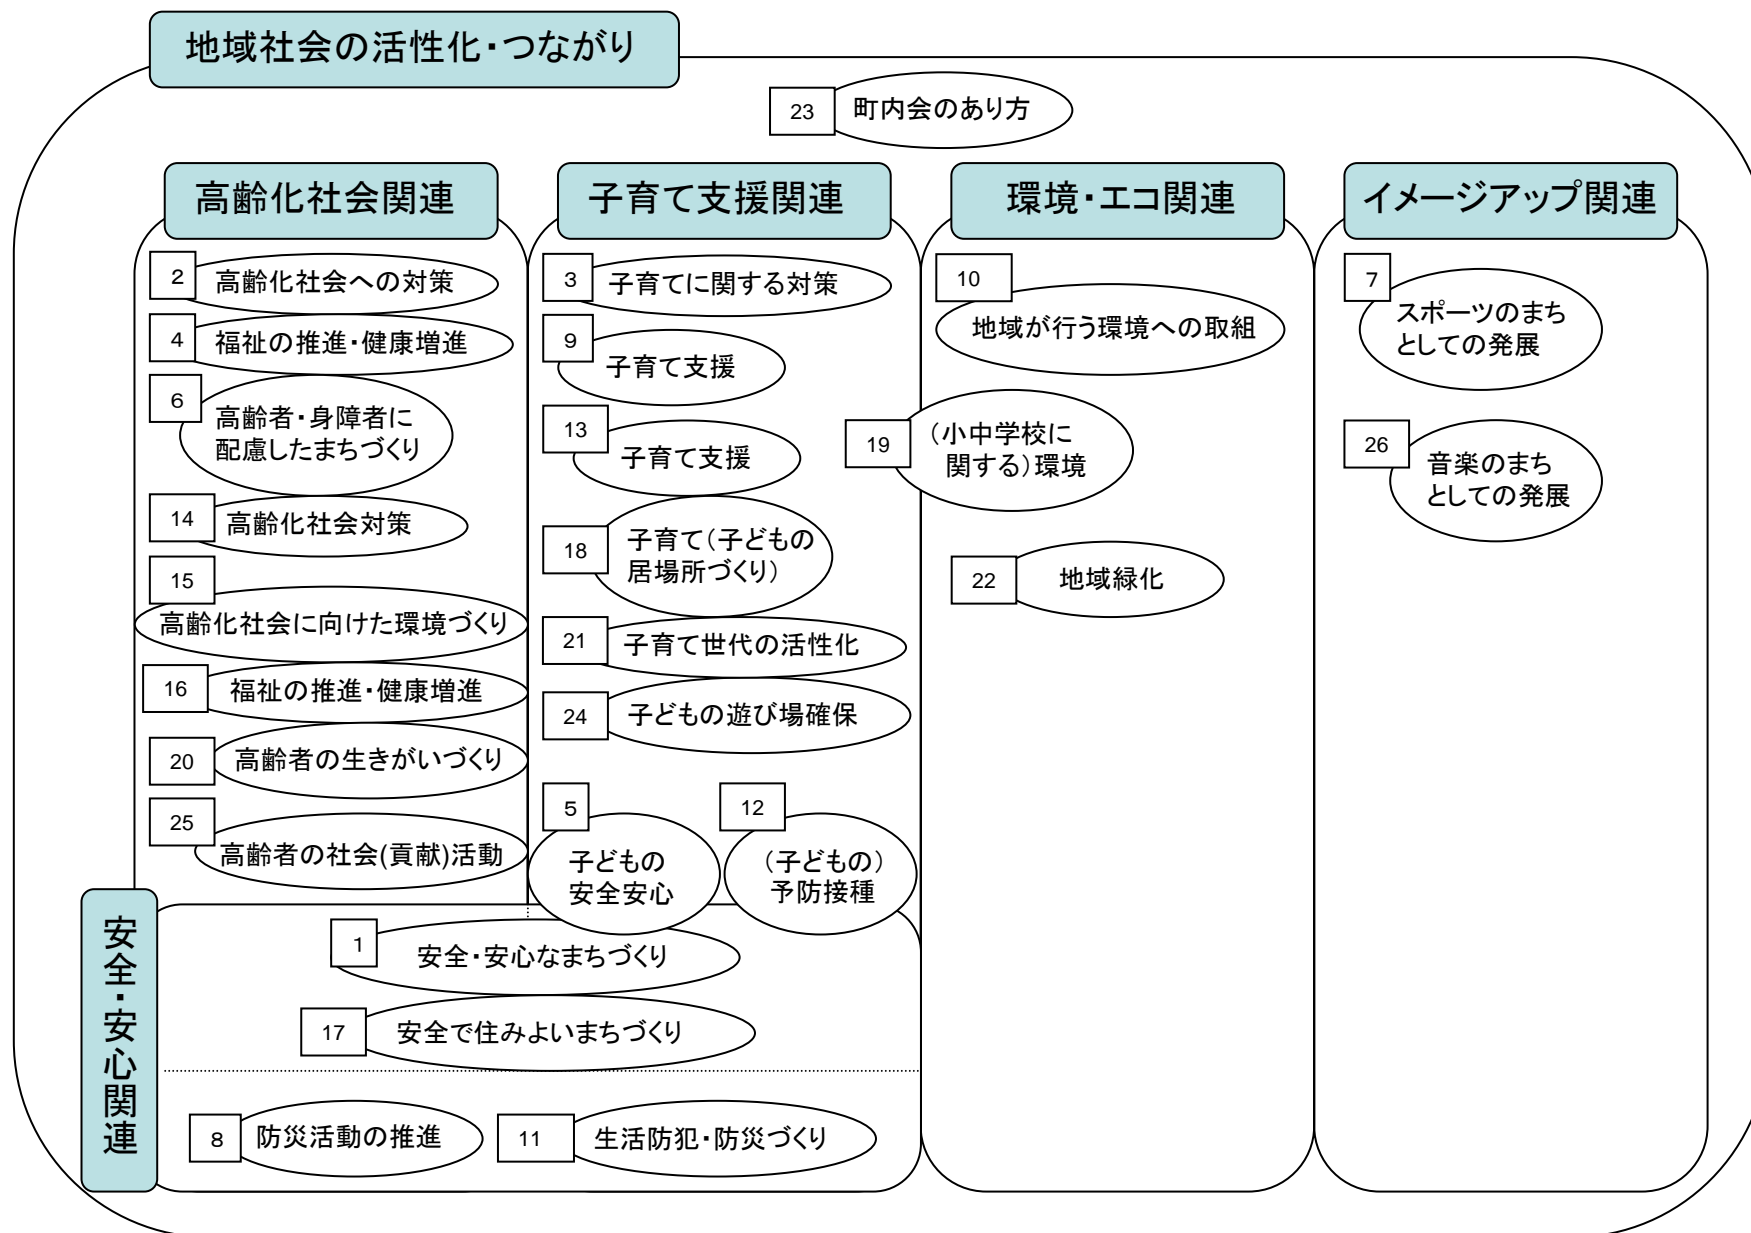 地域社会の活性化・つながり
23
町内会のあり方
高齢化社会関連
2
高齢化社会への対策
4
福祉の推進・健康増進
6
高齢者・身障者に
配慮したまちづくり
14
高齢化社会対策
15
高齢化社会に向けた環境づくり
16
福祉の推進・健康増進
20
高齢者の生きがいづくり
25
高齢者の社会(貢献)活動
子育て支援関連
3
子育てに関する対策
9
子育て支援
13
子育て支援
18
子育て(子どもの
居場所づくり)
21
子育て世代の活性化
24
子どもの遊び場確保
5
子どもの
安全安心
12
(子どもの)
予防接種
環境・エコ関連
10
地域が行う環境への取組
19
(小中学校に
関する)環境
22
地域緑化
イメージアップ関連
7
スポーツのまち
としての発展
26
音楽のまち
としての発展
安全・安心関連
1
安全・安心なまちづくり
17
安全で住みよいまちづくり
8
防災活動の推進
11
生活防犯・防災づくり